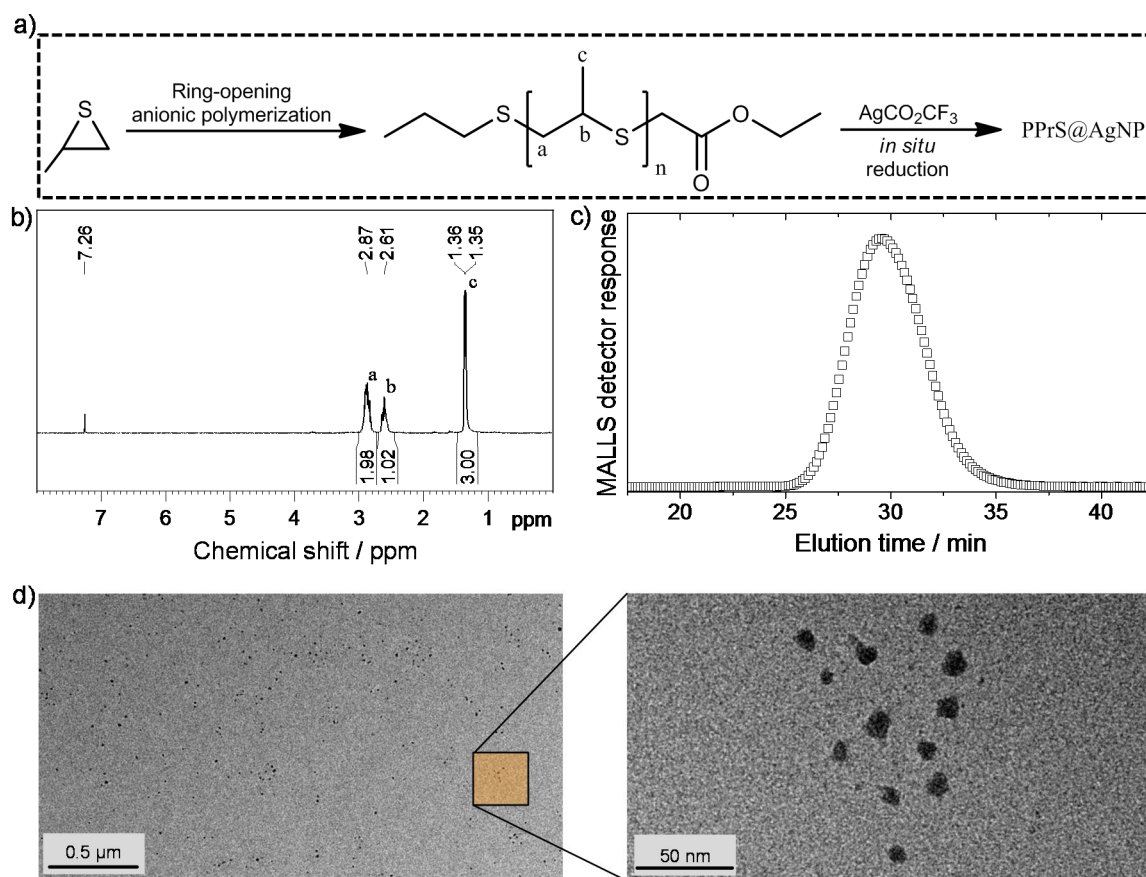 a)
c
S
Ring-opening
anionic polymerization
S
a
b
S
n
O
O
AgCO₂CF₃
in situ
reduction
PPrS@AgNP
b)
7.26
2.87
2.61
1.36
1.35
a
b
c
1.98
1.02
3.00
7 6 5 4 3 2 1 ppm
Chemical shift / ppm
c)
MALLS detector response
20 25 30 35 40
Elution time / min
d)
0.5 µm
50 nm